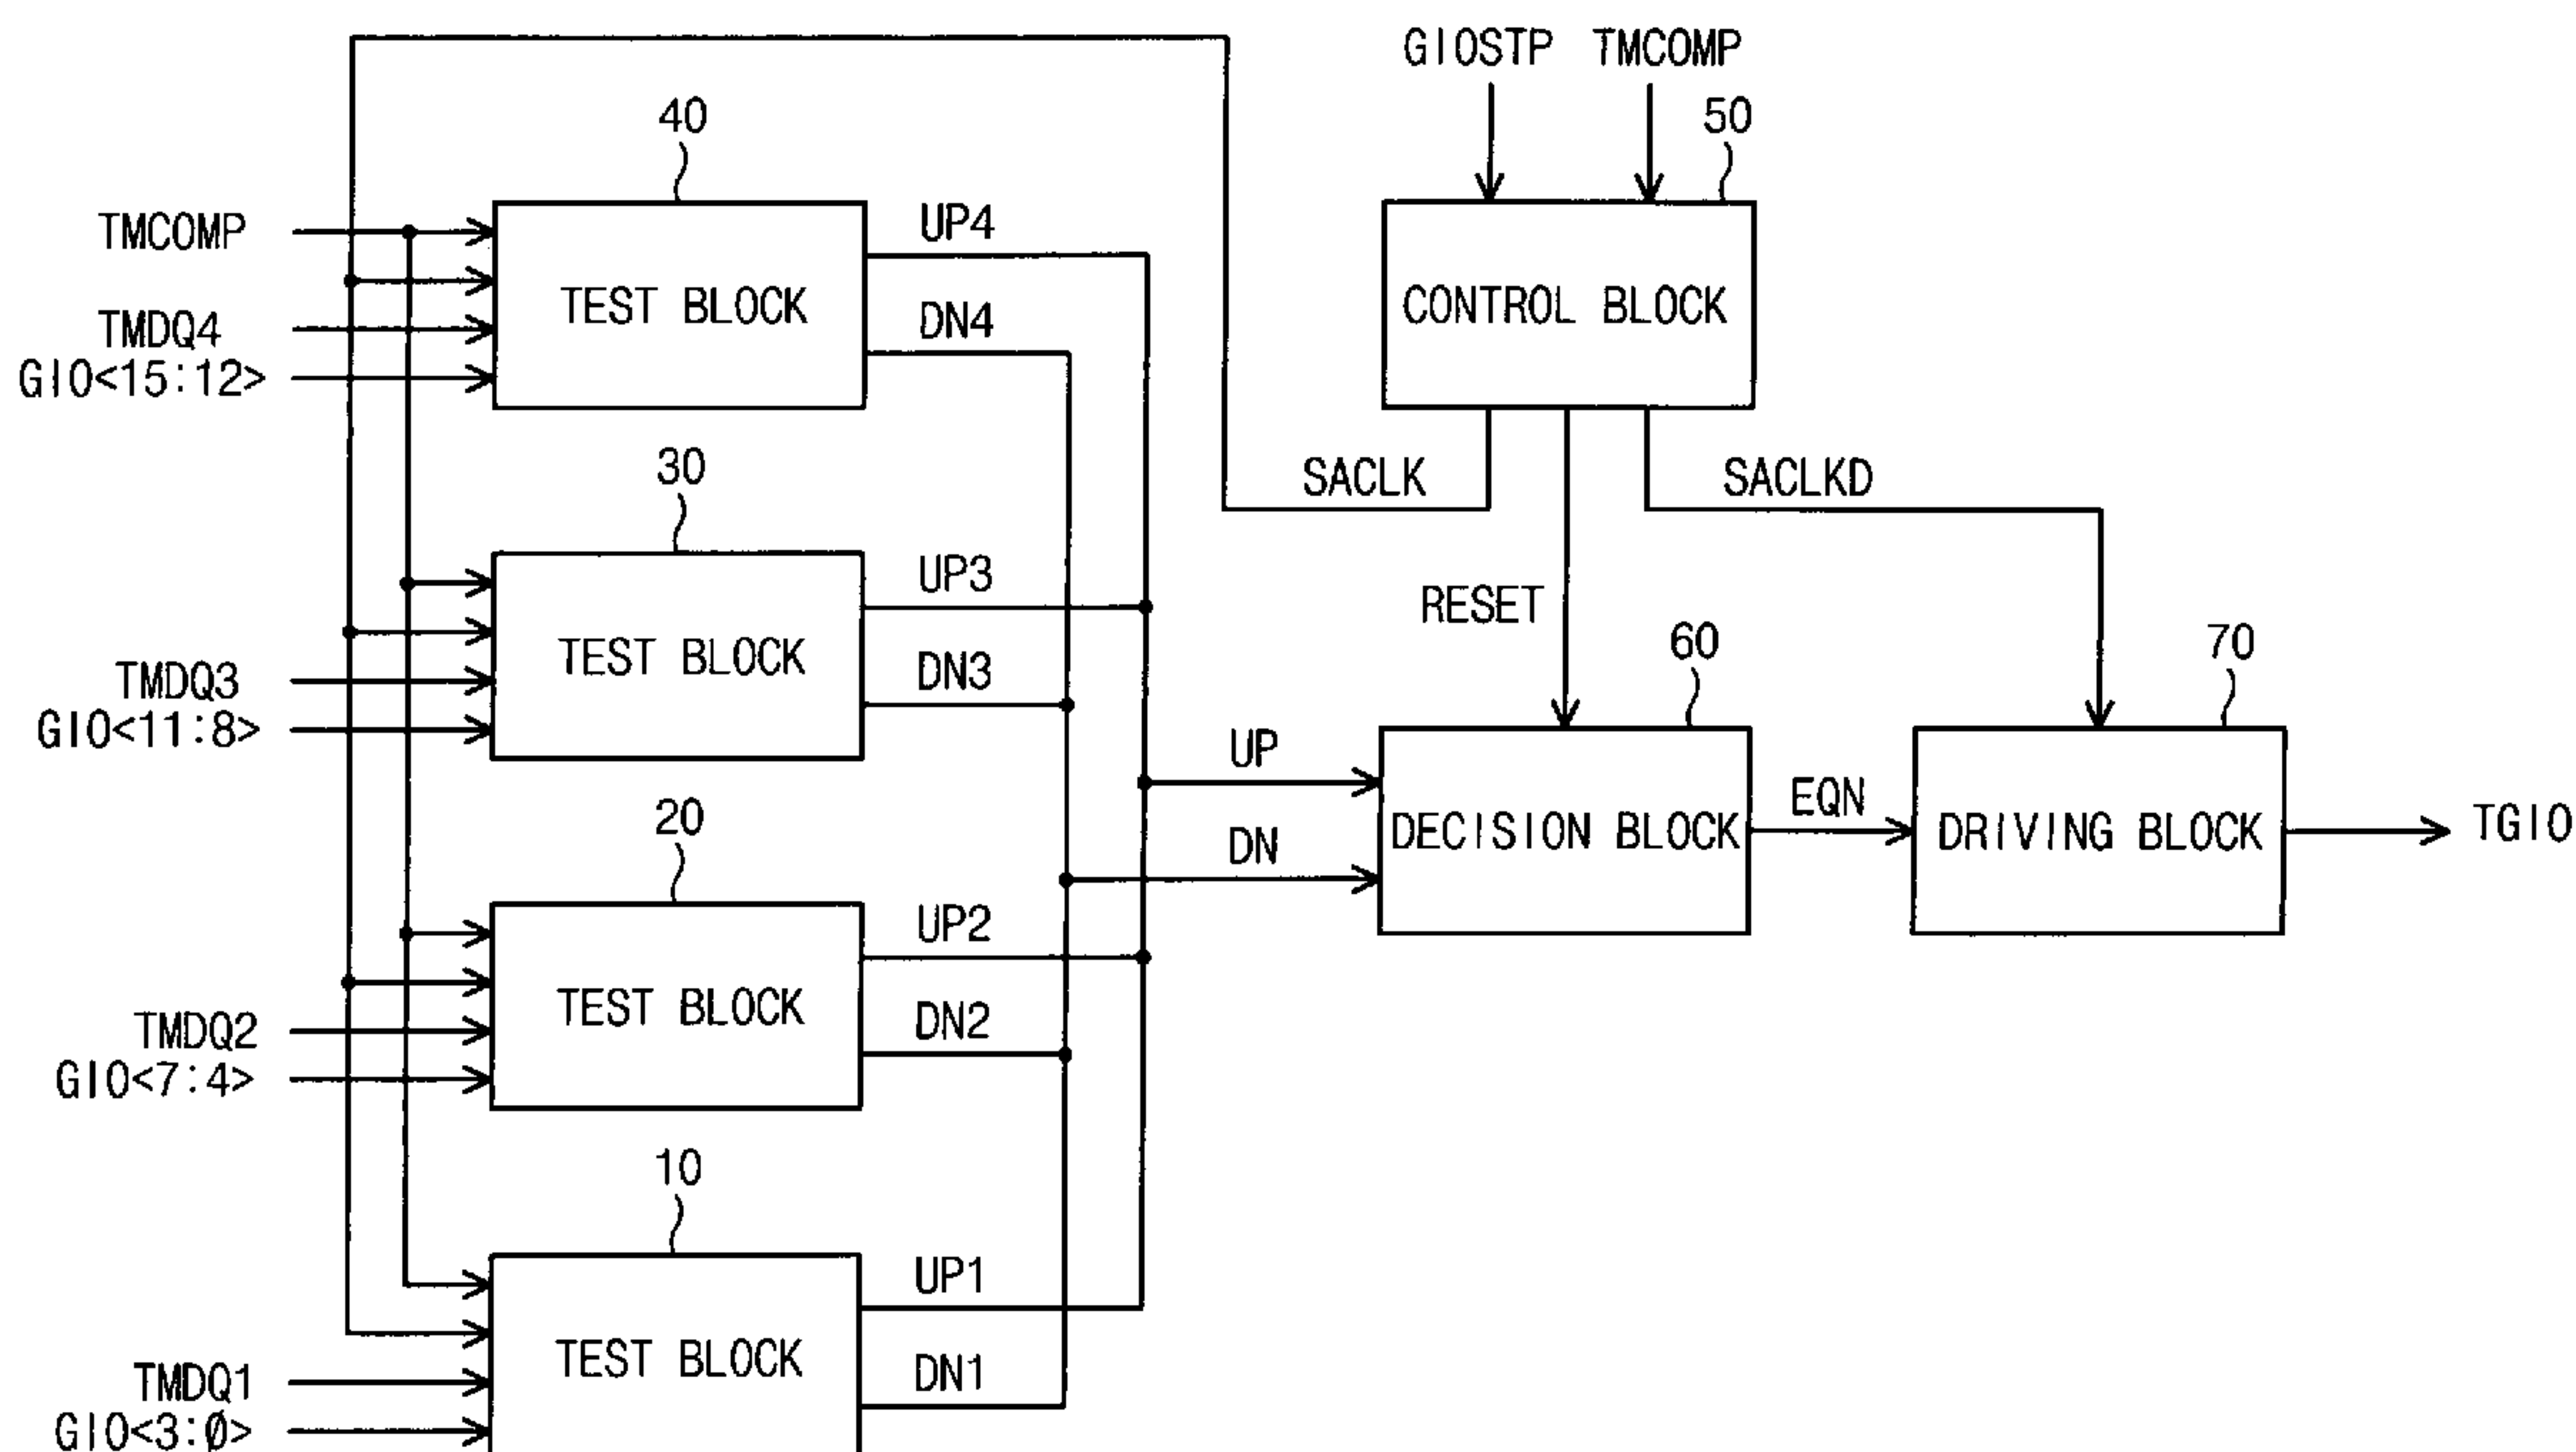 GIOSTP TMCOMP
50
CONTROL BLOCK
40
TMCOMP
TMDQ4
GIO<15:12>
TEST BLOCK
UP4
DN4
SACLK
RESET
SACLKD
30
TMDQ3
GIO<11:8>
TEST BLOCK
UP3
DN3
20
TMDQ2
GIO<7:4>
TEST BLOCK
UP2
DN2
10
TMDQ1
GIO<3:0>
TEST BLOCK
UP1
DN1
UP
DN
60
DECISION BLOCK
EQN
70
DRIVING BLOCK
TGIO